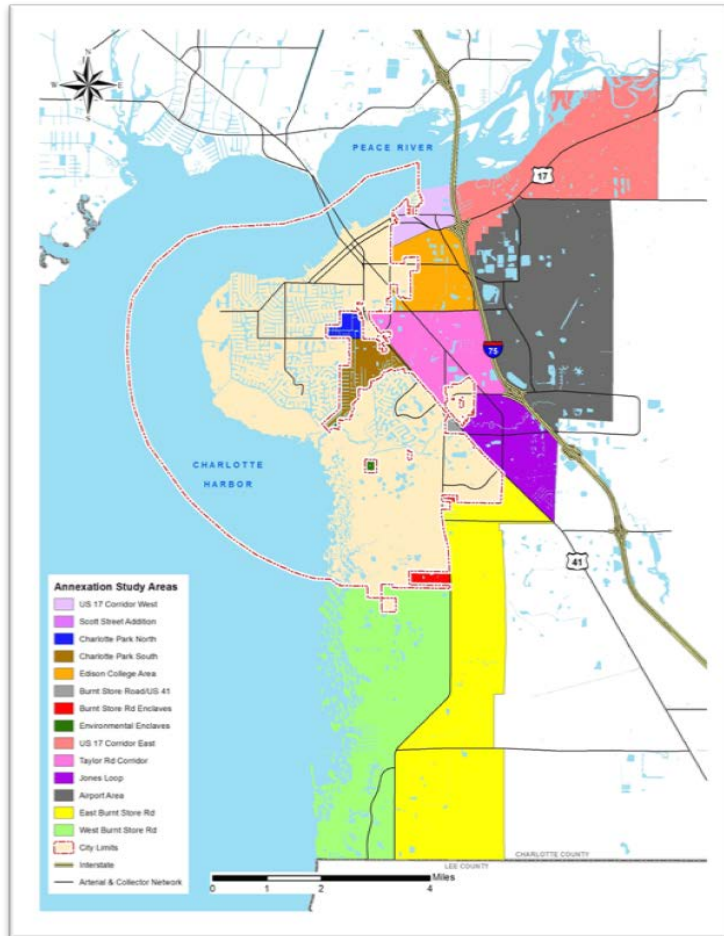 N
W
E
S
PEACE RIVER
17
75
CHARLOTTE
HARBOR
41
Annexation Study Areas
US 17 Corridor West
Scott Street Addition
Charlotte Park North
Charlotte Park South
Edison College Area
Burnt Store Road/US 41
Burnt Store Rd Enclaves
Environmental Enclaves
US 17 Corridor East
Taylor Rd Corridor
Jones Loop
Airport Area
East Burnt Store Rd
West Burnt Store Rd
City Limits
Interstate
Arterial & Collector Network
CHARLOTTE COUNTY
LEE COUNTY
Miles
0 1 2 4